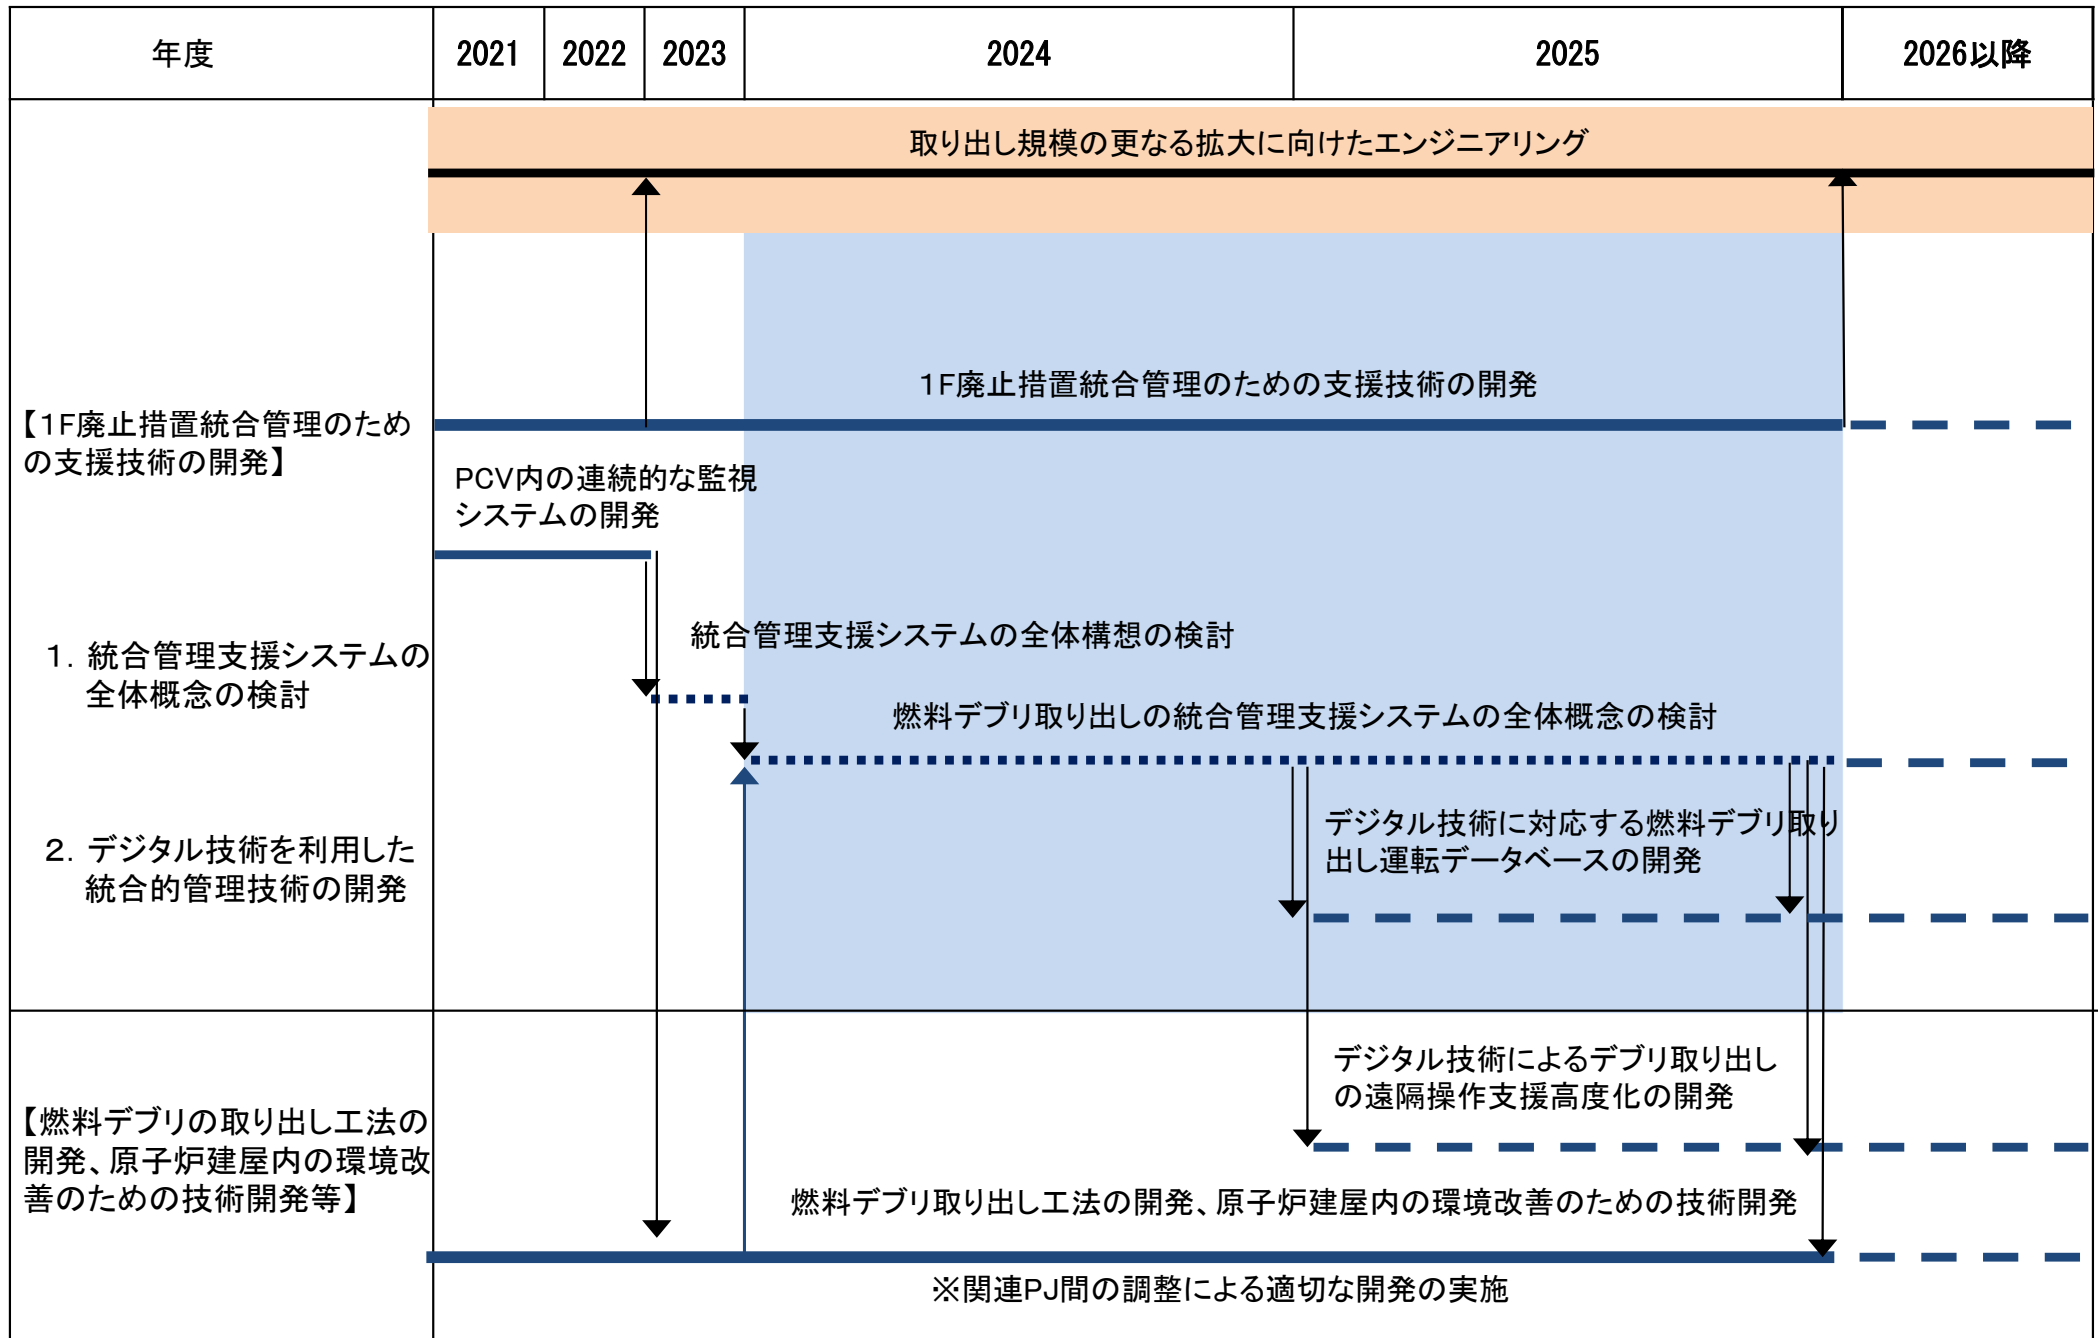 年度 2021 2022 2023 2024 2025 2026以降
取り出し規模の更なる拡大に向けたエンジニアリング
1F廃止措置統合管理のための支援技術の開発
【1F廃止措置統合管理のため
の支援技術の開発】
PCV内の連続的な監視
システムの開発
統合管理支援システムの全体構想の検討
1．統合管理支援システムの
全体概念の検討
燃料デブリ取り出しの統合管理支援システムの全体概念の検討
デジタル技術に対応する燃料デブリ取り
出し運転データベースの開発
2．デジタル技術を利用した
統合的管理技術の開発
デジタル技術によるデブリ取り出し
の遠隔操作支援高度化の開発
【燃料デブリの取り出し工法の
開発、原子炉建屋内の環境改
善のための技術開発等】
燃料デブリ取り出し工法の開発、原子炉建屋内の環境改善のための技術開発
※関連PJ間の調整による適切な開発の実施